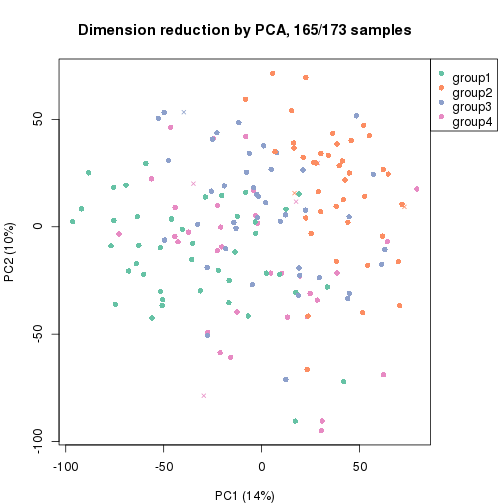 Dimension reduction by PCA, 165/173 samples
group1
group2
group3
group4
50
0
-50
-100
PC2 (10%)
-100 -50 0 50
PC1 (14%)